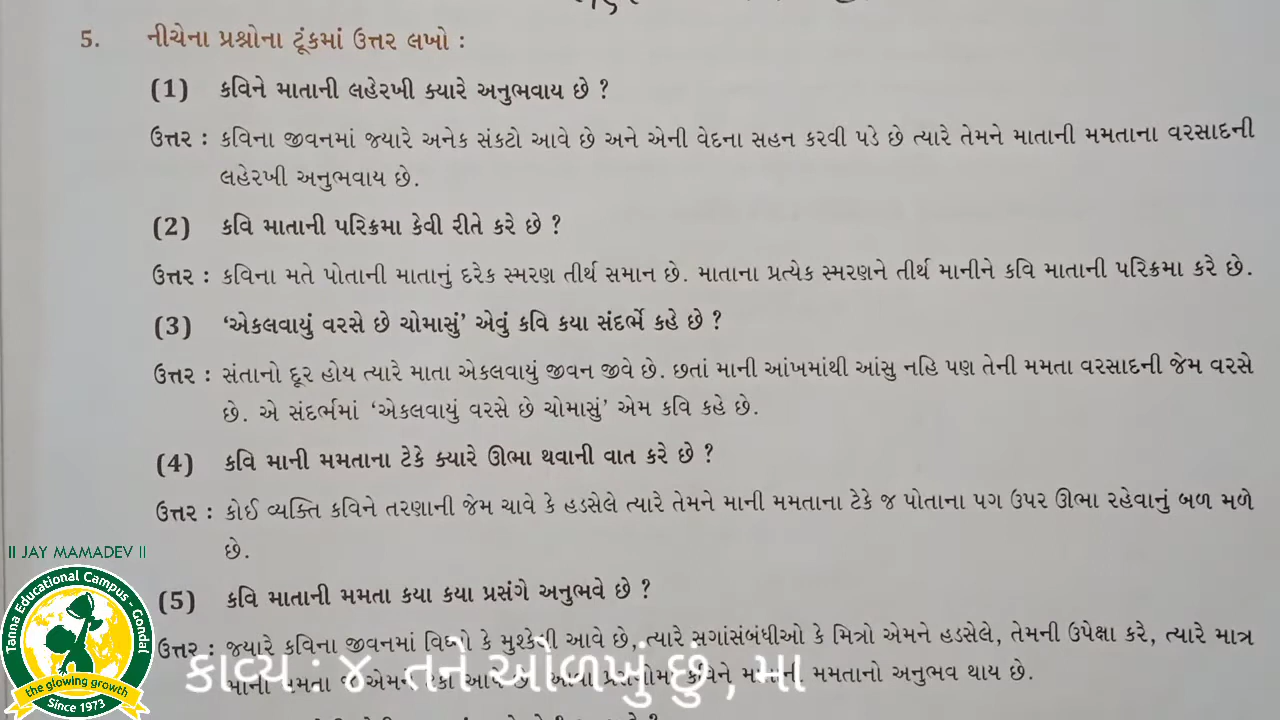 5. નીચેના પ્રશ્નોના ટૂંકમાં ઉત્તર લખો :
(1) કવિને માતાની લહેરખી ક્યારે અનુભવાય છે ?
ઉત્તર : કવિના જીવનમાં જ્યારે અનેક સંકટો આવે છે અને એની વેદના સહન કરવી પડે છે ત્યારે તેમને માતાની મમતાના વરસાદની
લહેરખી અનુભવાય છે.
(2) કવિ માતાની પરિક્રમા કેવી રીતે કરે છે ?
ઉત્તર : કવિના મતે પોતાની માતાનું દરેક સ્મરણ તીર્થ સમાન છે. માતાના પ્રત્યેક સ્મરણને તીર્થ માનીને કવિ માતાની પરિક્રમા કરે છે.
(3) ‘એકલવાયું વરસે છે ચોમાસું’ એવું કવિ કયા સંદર્ભે કહે છે ?
ઉત્તર : સંતાનો દૂર હોય ત્યારે માતા એકલવાયું જીવન જીવે છે. છતાં માની આંખમાંથી આંસુ નહિ પણ તેની મમતા વરસાદની જેમ વરસે
છે. એ સંદર્ભમાં ‘એકલવાયું વરસે છે ચોમાસું’ એમ કવિ કહે છે.
(4) કવિ માની મમતાના ટેકે ક્યારે ઊભા થવાની વાત કરે છે ?
ઉત્તર : કોઈ વ્યક્તિ કવિને તરણાની જેમ ચાવે કે હડસેલે ત્યારે તેમને માની મમતાના ટેકે જ પોતાના પગ ઉપર ઊભા રહેવાનું બળ મળે
છે.
II JAY MAMADEV II
(5) કવિ માતાની મમતા કયા કયા પ્રસંગે અનુભવે છે ?
ઉત્તર : જ્યારે કવિના જીવનમાં વિઘ્નો કે મુશ્કેલી આવે છે, ત્યારે સગાંસંબંધીઓ કે મિત્રો એમને હડસેલે, તેમની ઉપેક્ષા કરે, ત્યારે માત્ર
માની મમતા જ એમને કવિને મમતાનો અનુભવ થાય છે.
કાવ્ય : ૪ તને ઓળખું છું , મા
Tanna Educational Campus - Gondal
the glowing growth
Since 1973